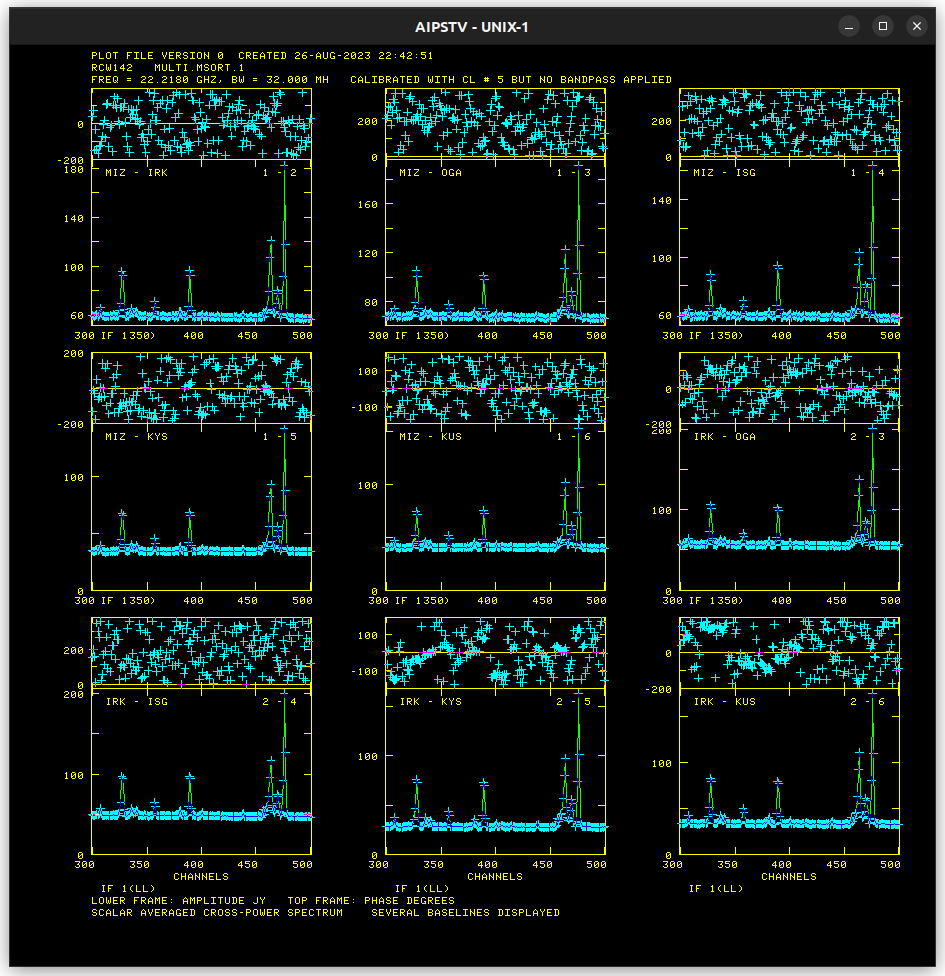 AIPSTV - UNIX-1
PLOT FILE VERSION 0 CREATED 26-AUG-2023 22:42:51
RCW142 MULTI.MSORT.1
FREQ = 22.2180 GHZ, BW = 32.000 MH CALIBRATED WITH CL # 5 BUT NO BANDPASS APPLIED
0 200 200
-200 0 0
180 MIZ - IRK 1 - 2 MIZ - OGA 1 - 3 MIZ - ISG 1 - 4
140 160 140
100 120 100
60 80 60
300 IF 1350) 400 450 500 300 IF 1350) 400 450 500 300 IF 1350) 400 450 500
200 100 0
-200 -100 -200
MIZ - KYS 1 - 5 MIZ - KUS 1 - 6 200 IRK - OGA 2 - 3
100 100 100
0 0 0
300 IF 1350) 400 450 500 300 IF 1350) 400 450 500 300 IF 1350) 400 450 500
200 100 0
0 -100 -200
200 IRK - ISG 2 - 4 IRK - KYS 2 - 5 IRK - KUS 2 - 6
100 100 100
0 0 0
300 350 400 450 500 300 350 400 450 500 300 350 400 450 500
CHANNELS CHANNELS CHANNELS
IF 1(LL) IF 1(LL) IF 1(LL)
LOWER FRAME: AMPLITUDE JY TOP FRAME: PHASE DEGREES
SCALAR AVERAGED CROSS-POWER SPECTRUM SEVERAL BASELINES DISPLAYED